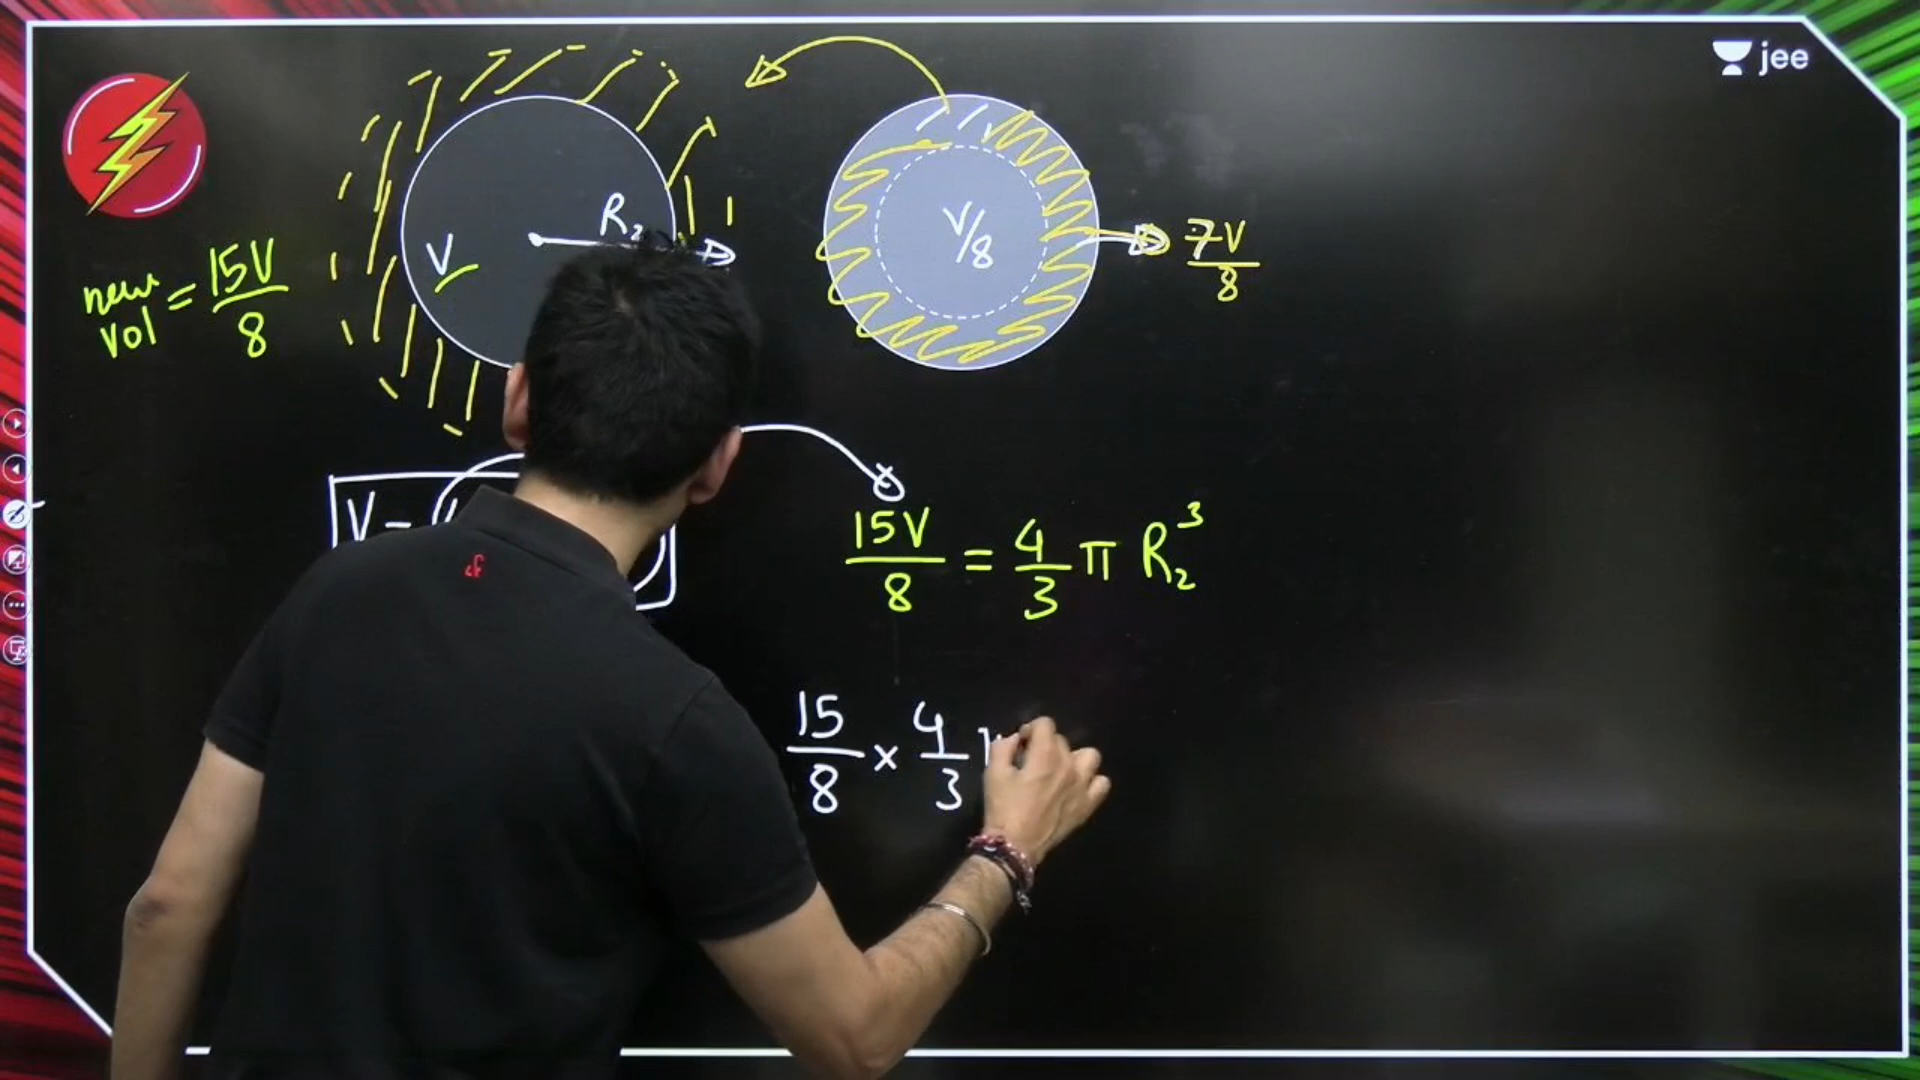 jee
R₂
V
V/8
7V/8
new vol = 15V/8
V -
15V/8 = 4/3 π R₂³
15/8 × 4/3 π